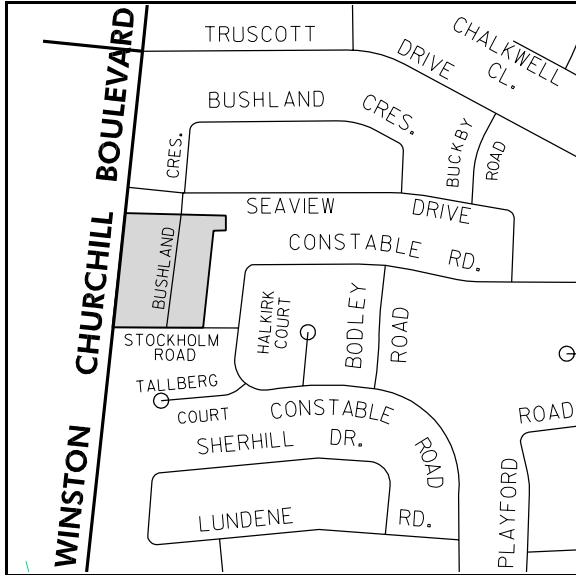 TRUSCOTT
DRIVE
CHALKWELL
CL.
BUSHLAND
CRES.
CRES.
BUCKBY
ROAD
SEAVIEW
DRIVE
CONSTABLE
RD.
BUSHLAND
HALKIRK
COURT
BODLEY
ROAD
STOCKHOLM
ROAD
TALLBERG
COURT
CONSTABLE
ROAD
SHERHILL
DR.
ROAD
PLAYFORD
LUNDENE
RD.
WINSTON
CHURCHILL
BOULEVARD